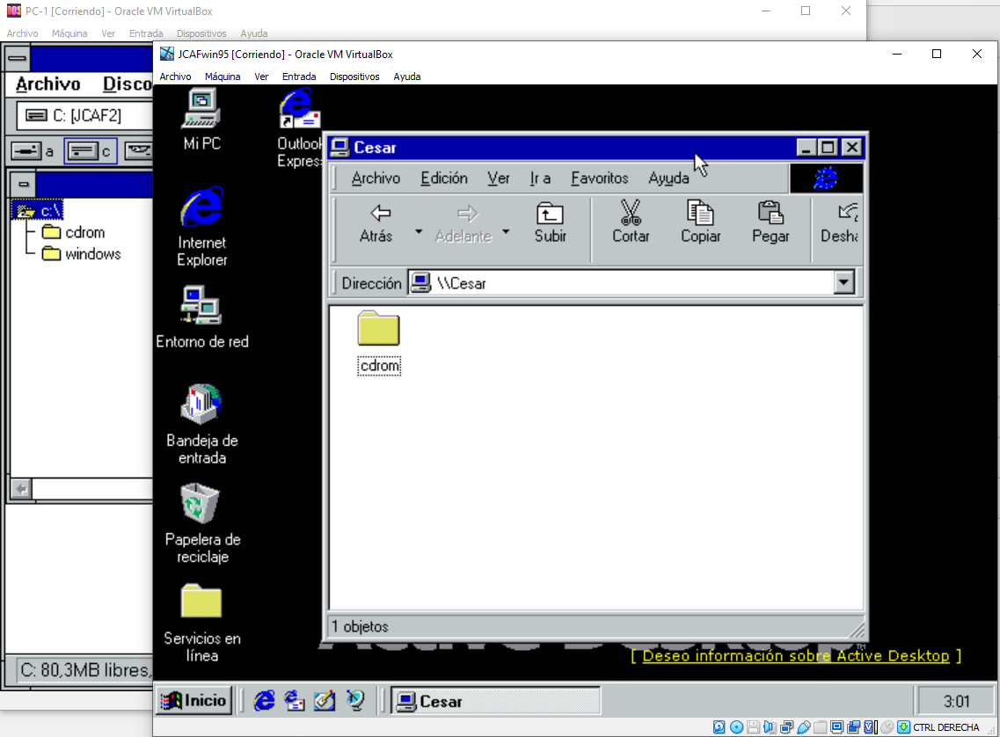 PC-1 [Corriendo] - Oracle VM VirtualBox
Archivo Máquina Ver Entrada Dispositivos Ayuda
Archivo Disco
C: [JCAF2]
a c
c:\
cdrom
windows
C: 80,3MB libres,
JCAFwin95 [Corriendo] - Oracle VM VirtualBox
Archivo Máquina Ver Entrada Dispositivos Ayuda
Mi PC
Outlook
Express
Internet
Explorer
Entorno de red
Bandeja de
entrada
Papelera de
reciclaje
Servicios en
línea
Cesar
Archivo Edición Ver Ir a Favoritos Ayuda
Atrás Adelante Subir Cortar Copiar Pegar Desha
Dirección \\Cesar
cdrom
1 objetos
Active Desktop
[ Deseo información sobre Active Desktop ]
Inicio Cesar 3:01
CTRL DERECHA